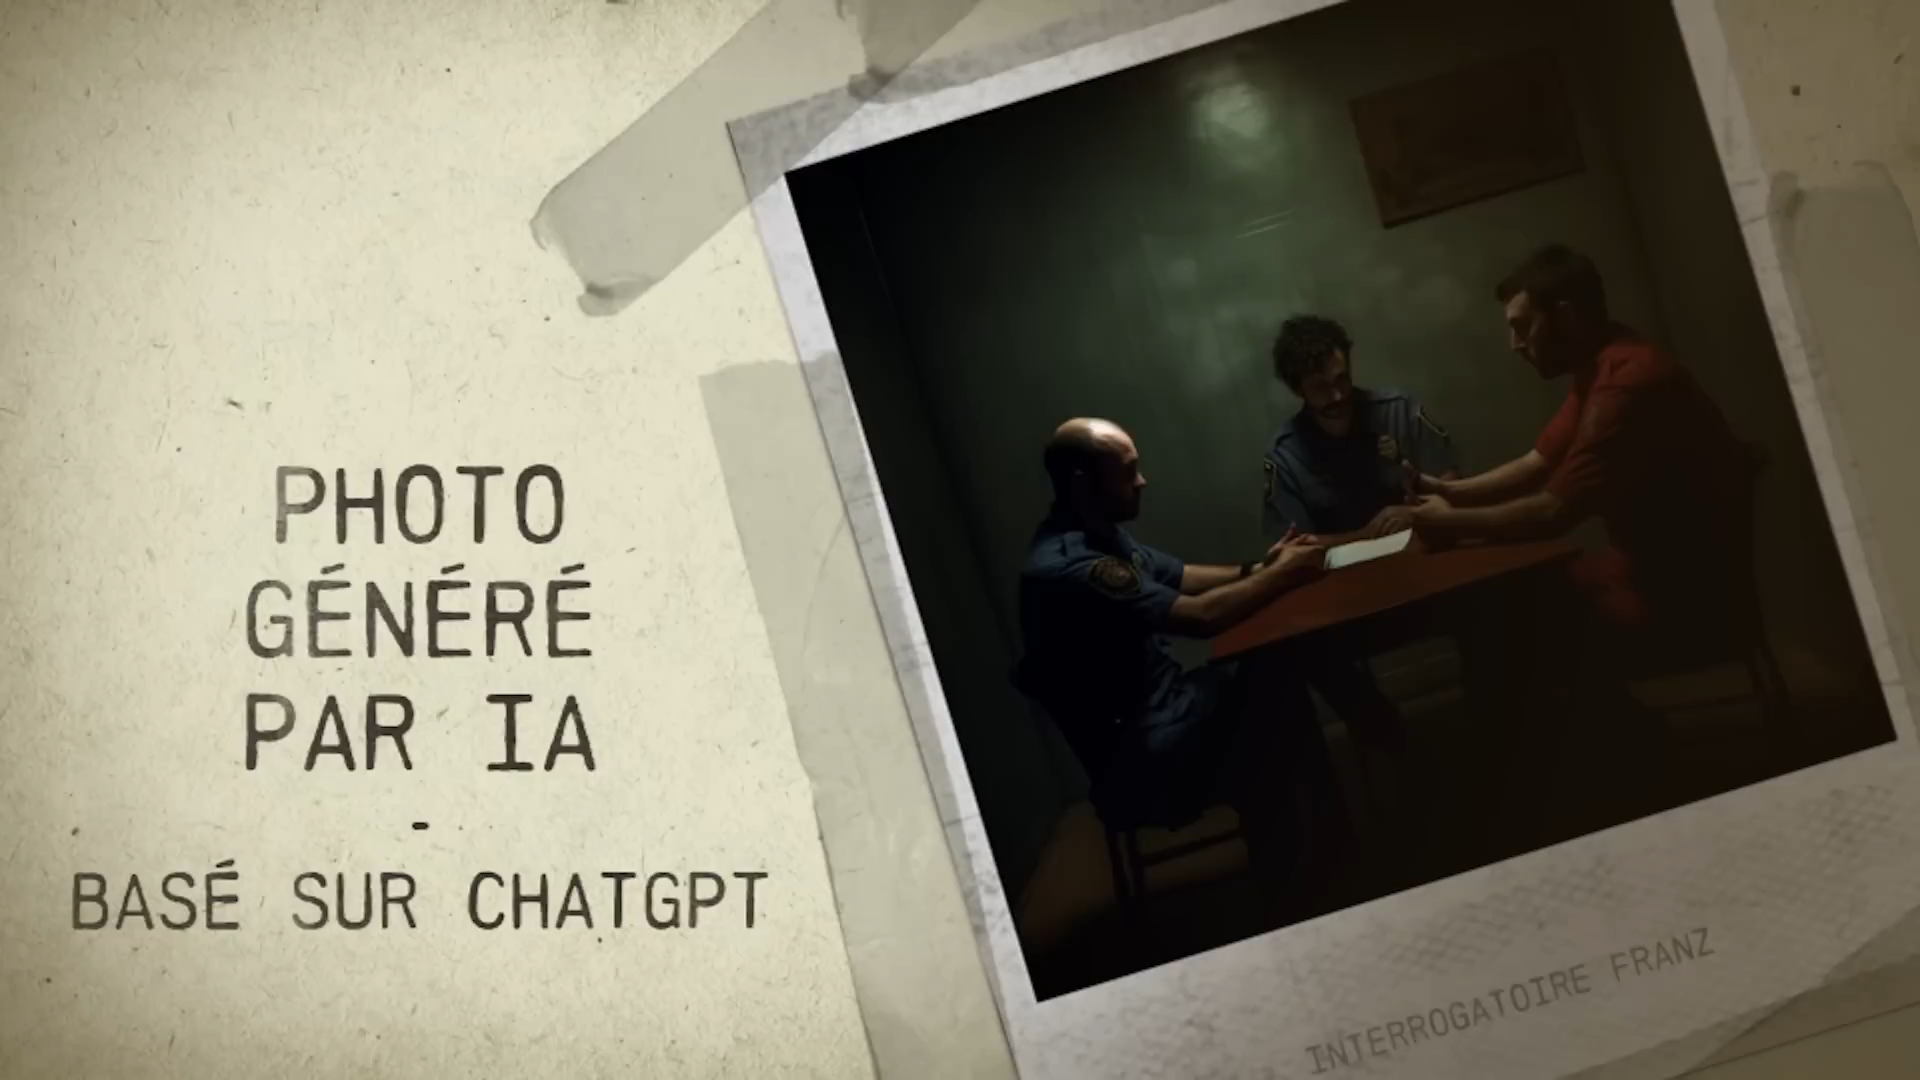 PHOTO
GÉNÉRÉ
PAR IA
-
BASÉ SUR CHATGPT
INTERROGATOIRE FRANZ